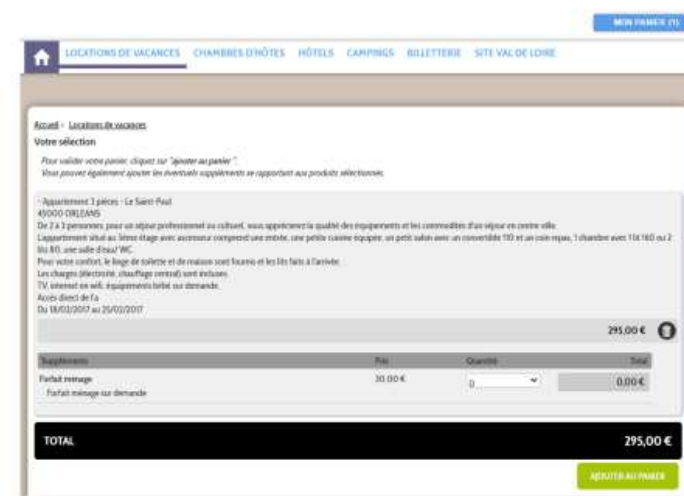 MON PANIER (1)
LOCATIONS DE VACANCES CHAMBRES D'HÔTES HÔTELS CAMPINGS BILLETTERIE SITE VAL DE LOIRE
Accueil > Locations de vacances
Votre sélection
Pour valider votre panier, cliquez sur "ajouter au panier ".
Vous pouvez également ajouter les éventuels suppléments se rapportant aux produits sélectionnés.
- Appartement 3 pièces - Le Saint-Paul
45000 ORLEANS
De 2 à 3 personnes, pour un séjour professionnel ou culturel, vous apprécierez la qualité des équipements et les commodités d'un séjour en centre ville.
L'appartement situé au 3ème étage avec ascenseur comprend une entrée, une petite cuisine équipée, un petit salon avec un convertible 110 et un coin repas, 1 chambre avec 1 lit 160 ou 2
lits 80, une salle d'eau/ WC.
Pour votre confort, le linge de toilette et de maison sont fournis et les lits faits à l'arrivée.
Les charges (électricité, chauffage central) sont incluses.
TV, internet en wifi, équipements bébé sur demande.
Accès direct de l'a
Du 18/02/2017 au 25/02/2017
295,00 €
Suppléments Prix Quantité Total
Forfait ménage 30,00 € 0 0,00 €
Forfait ménage sur demande
TOTAL 295,00 €
AJOUTER AU PANIER